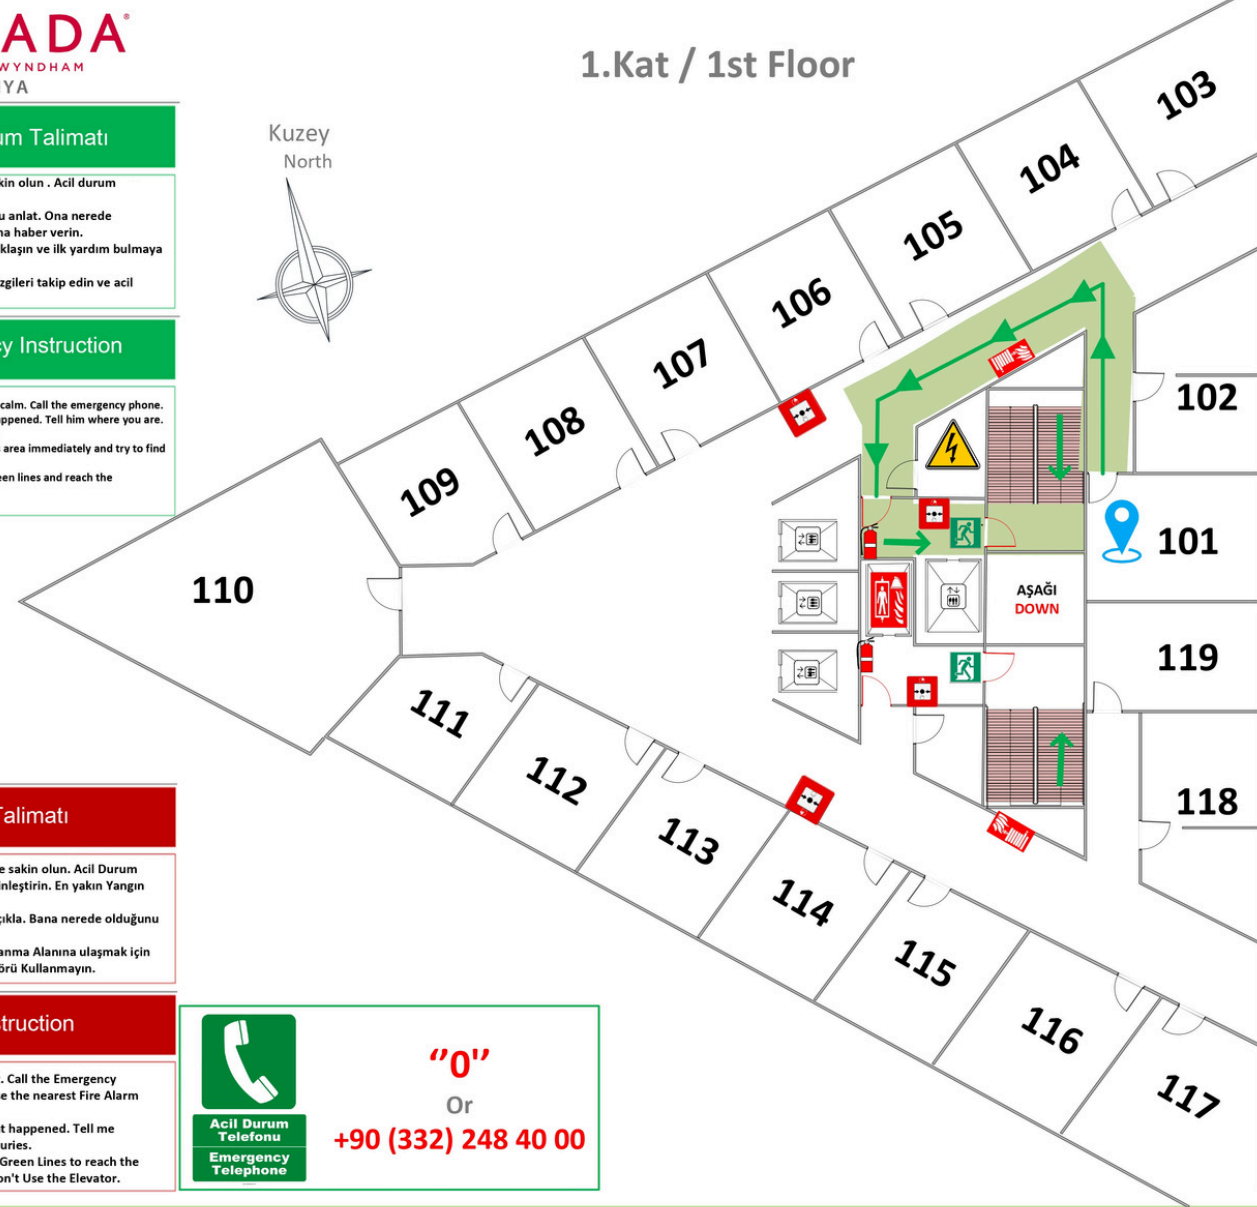 ADA
WYNDHAM
YA
1.Kat / 1st Floor
Kuzey
North
um Talimatı
kin olun . Acil durum
u anlat. Ona nerede
na haber verin.
klaşın ve ilk yardım bulmaya
zgileri takip edin ve acil
cy Instruction
calm. Call the emergency phone.
ppened. Tell him where you are.
s area immediately and try to find
een lines and reach the
Talimatı
e sakin olun. Acil Durum
inleştirin. En yakın Yangın
çıkla. Bana nerede olduğunu
anma Alanına ulaşmak için
örü Kullanmayın.
struction
. Call the Emergency
e the nearest Fire Alarm
t happened. Tell me
uries.
Green Lines to reach the
on't Use the Elevator.
103
104
105
106
107
108
109
110
102
101
AŞAĞI
DOWN
119
118
111
112
113
114
115
116
117
Acil Durum
Telefonu
Emergency
Telephone
‘’0’’
Or
+90 (332) 248 40 00